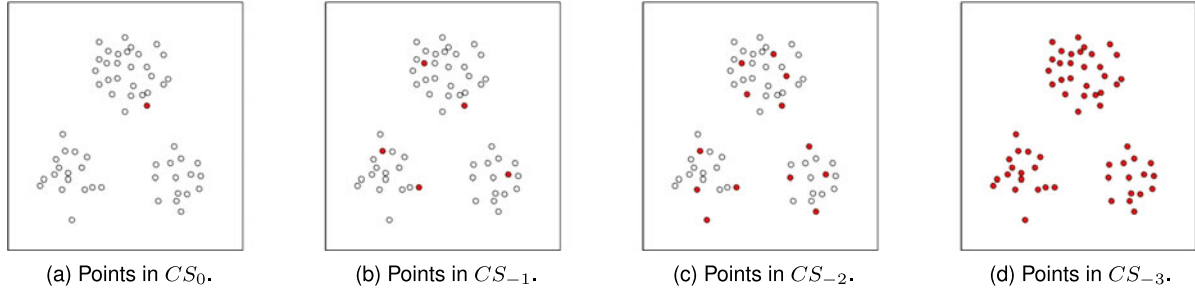 (a) Points in CS₀.
(b) Points in CS₋₁.
(c) Points in CS₋₂.
(d) Points in CS₋₃.